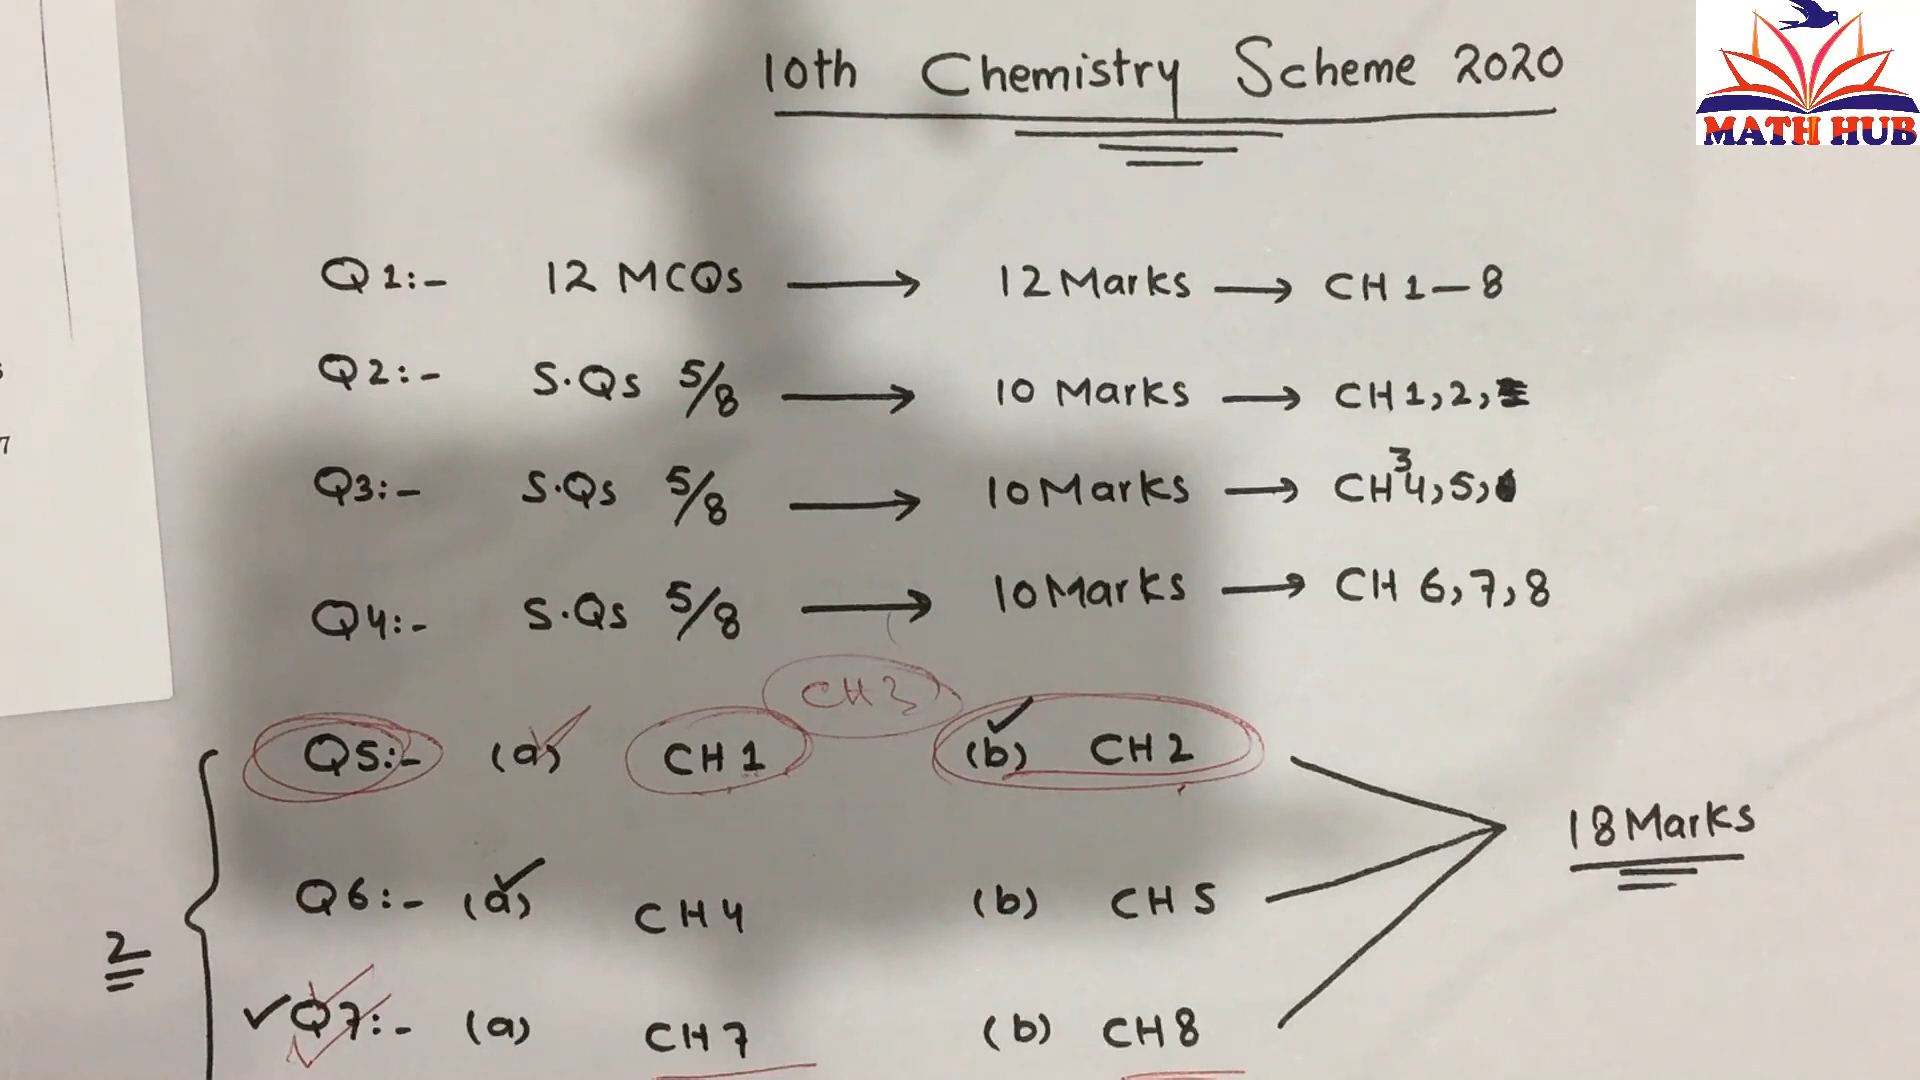 10th Chemistry Scheme 2020
MATH HUB
Q1:- 12 MCQs → 12 Marks → CH 1-8
Q2:- S.Qs 5/8 → 10 Marks → CH 1, 2,
Q3:- S.Qs 5/8 → 10 Marks → CH 3 4, 5,
Q4:- S.Qs 5/8 → 10 Marks → CH 6, 7, 8
CH 3
Q5:- (a) CH 1 (b) CH 2
18 Marks
Q6:- (a) CH 4 (b) CH 5
2
Q7:- (a) CH 7 (b) CH 8
7